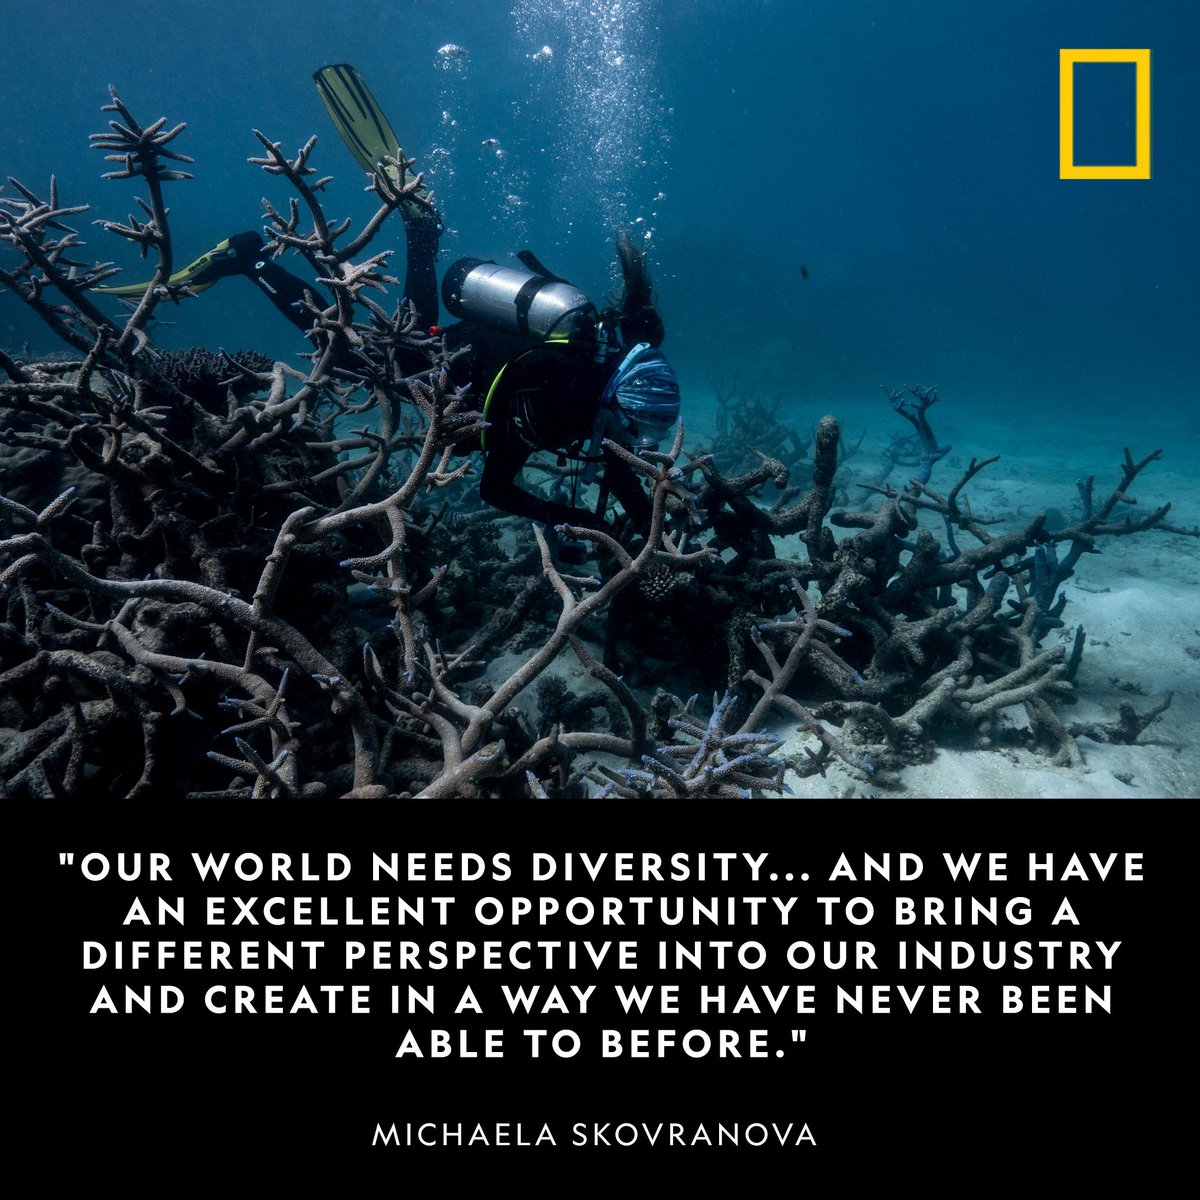 "OUR WORLD NEEDS DIVERSITY... AND WE HAVE
AN EXCELLENT OPPORTUNITY TO BRING A
DIFFERENT PERSPECTIVE INTO OUR INDUSTRY
AND CREATE IN A WAY WE HAVE NEVER BEEN
ABLE TO BEFORE."
MICHAELA SKOVRANOVA